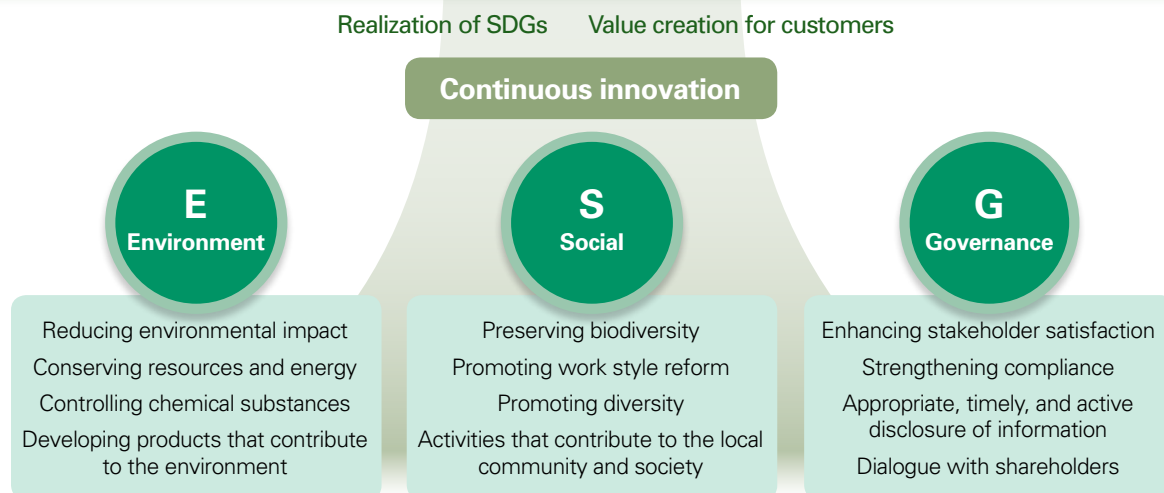 Realization of SDGs Value creation for customers
Continuous innovation
E
Environment
Reducing environmental impact
Conserving resources and energy
Controlling chemical substances
Developing products that contribute
to the environment
S
Social
Preserving biodiversity
Promoting work style reform
Promoting diversity
Activities that contribute to the local
community and society
G
Governance
Enhancing stakeholder satisfaction
Strengthening compliance
Appropriate, timely, and active
disclosure of information
Dialogue with shareholders